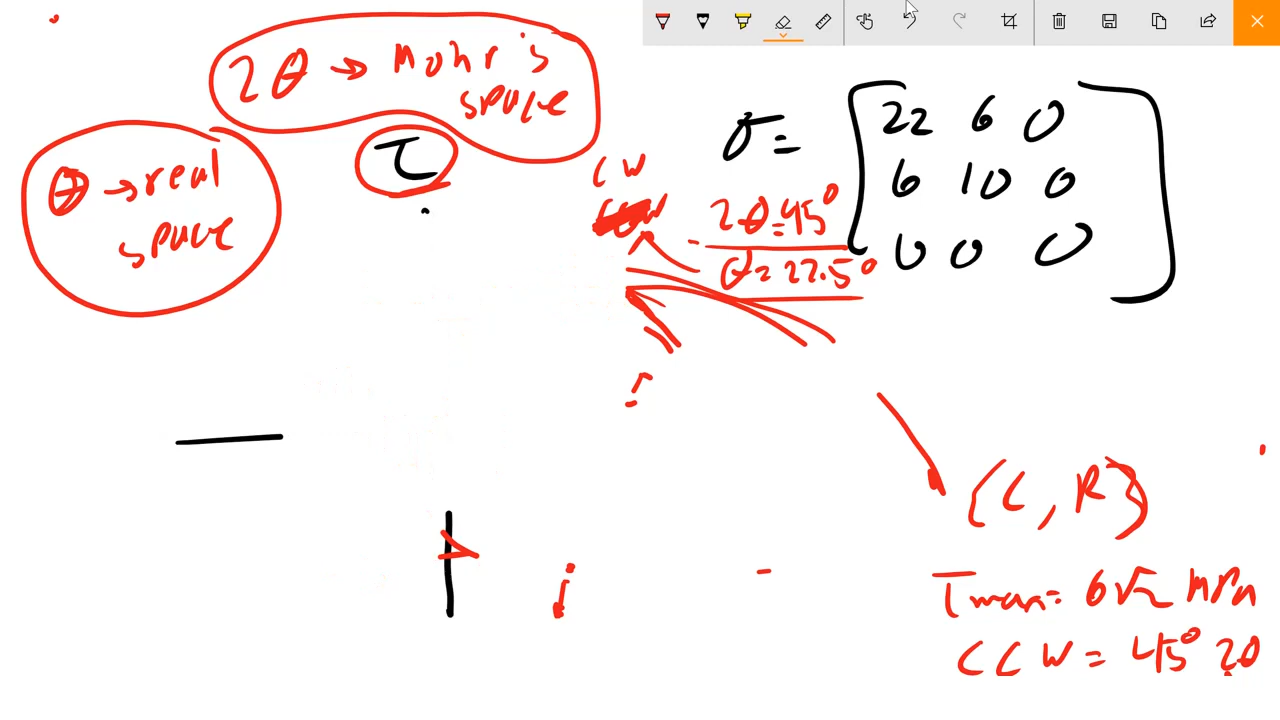 2θ → Mohr's
space
θ → real
space
τ
CW
2θ = 45°
θ = 22.5°
σ = [22 6 0
6 10 0
0 0 0]
{C, R}
τmax = 6√2 MPa
CCW = 45° 2θ